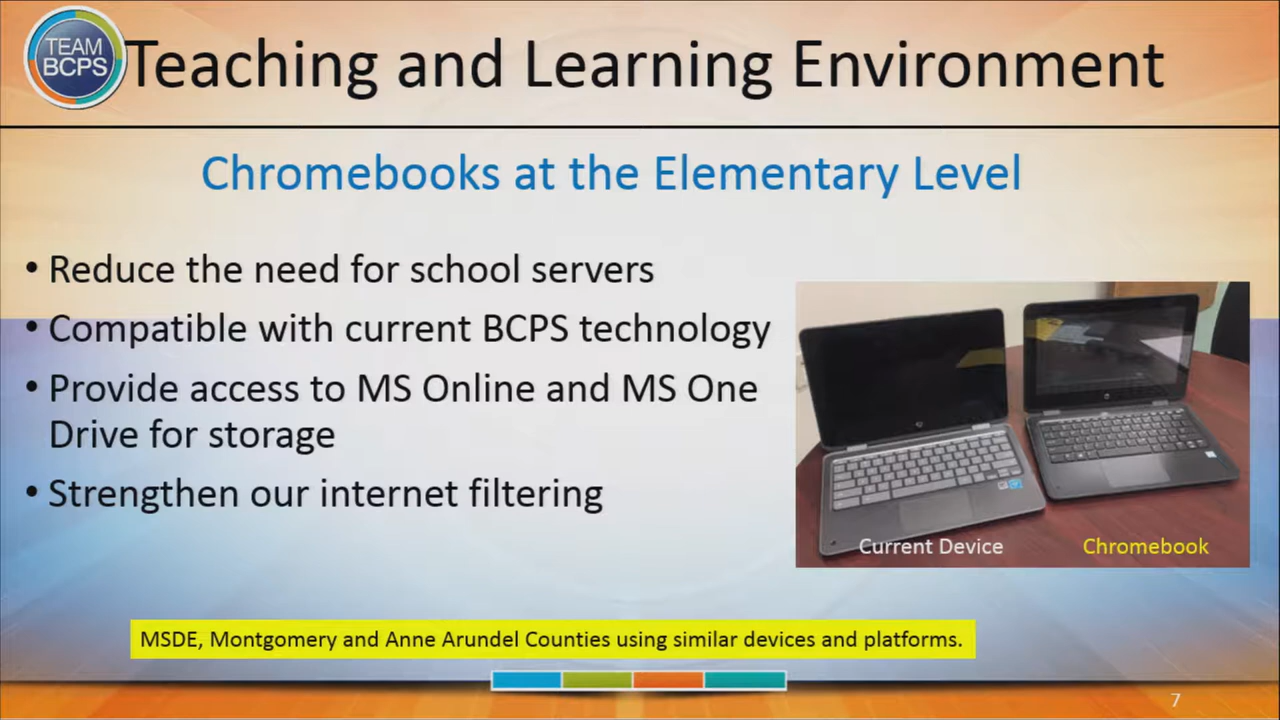 TEAM
BCPS
Teaching and Learning Environment
Chromebooks at the Elementary Level
• Reduce the need for school servers
• Compatible with current BCPS technology
• Provide access to MS Online and MS One
Drive for storage
• Strengthen our internet filtering
Current Device
Chromebook
MSDE, Montgomery and Anne Arundel Counties using similar devices and platforms.
7